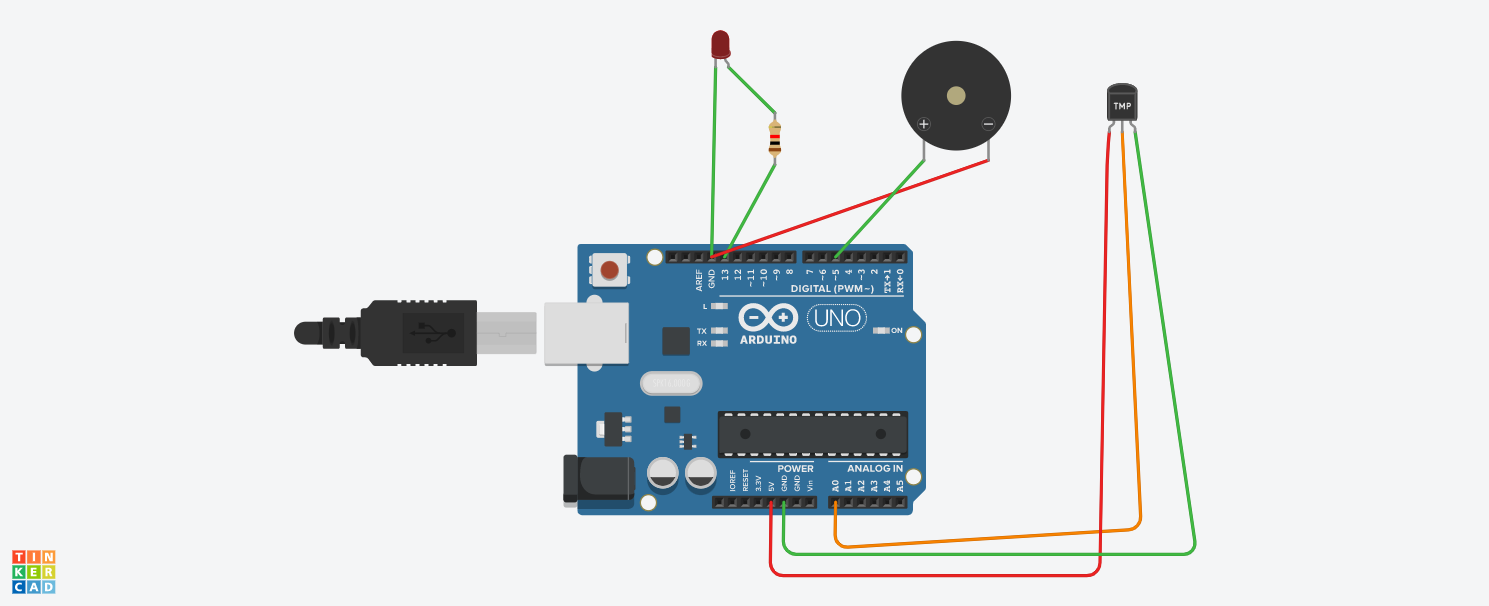 TMP
+
−
AREF
GND
13
12
~11
~10
~9
8
7
~6
~5
4
~3
2
TX→1
RX←0
DIGITAL (PWM~)
L
TX
RX
ON
UNO
ARDUINO
POWER
ANALOG IN
IOREF
RESET
3.3V
5V
GND
GND
Vin
A0
A1
A2
A3
A4
A5
TIN
KER
CAD